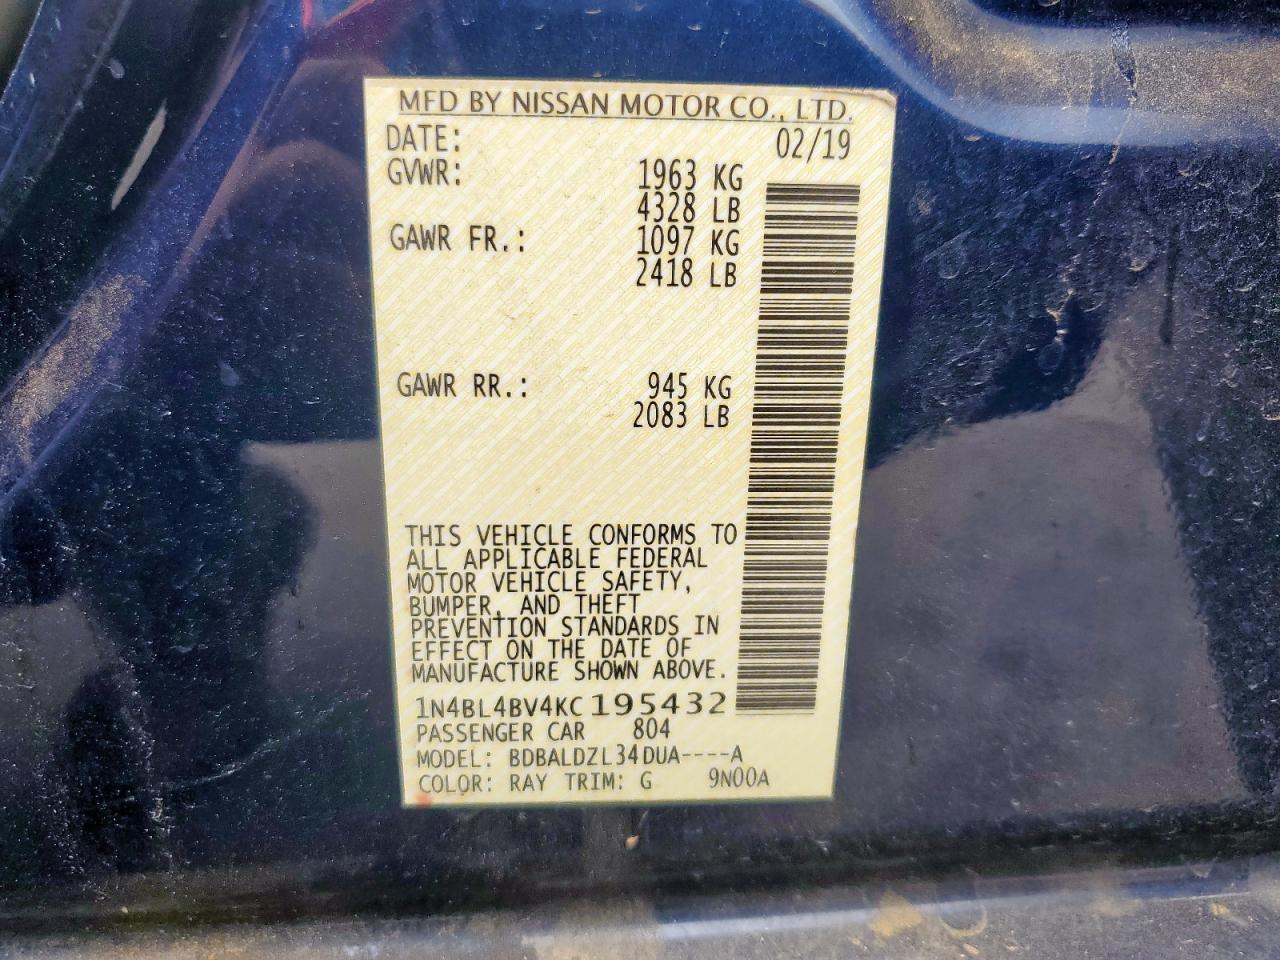 MFD BY NISSAN MOTOR CO., LTD.
DATE: 02/19
GVWR: 1963 KG
4328 LB
GAWR FR.: 1097 KG
2418 LB
GAWR RR.: 945 KG
2083 LB
THIS VEHICLE CONFORMS TO
ALL APPLICABLE FEDERAL
MOTOR VEHICLE SAFETY,
BUMPER, AND THEFT
PREVENTION STANDARDS IN
EFFECT ON THE DATE OF
MANUFACTURE SHOWN ABOVE.
1N4BL4BV4KC195432
PASSENGER CAR 804
MODEL: BDBALDZL34DUA----A
COLOR: RAY TRIM: G 9N00A